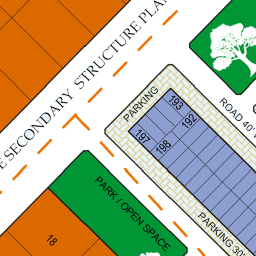 SECONDARY STRUCTURE PLA
PARKING
193
192
197
198
ROAD 40'
PARKING 30'
PARK / OPEN SPACE
18